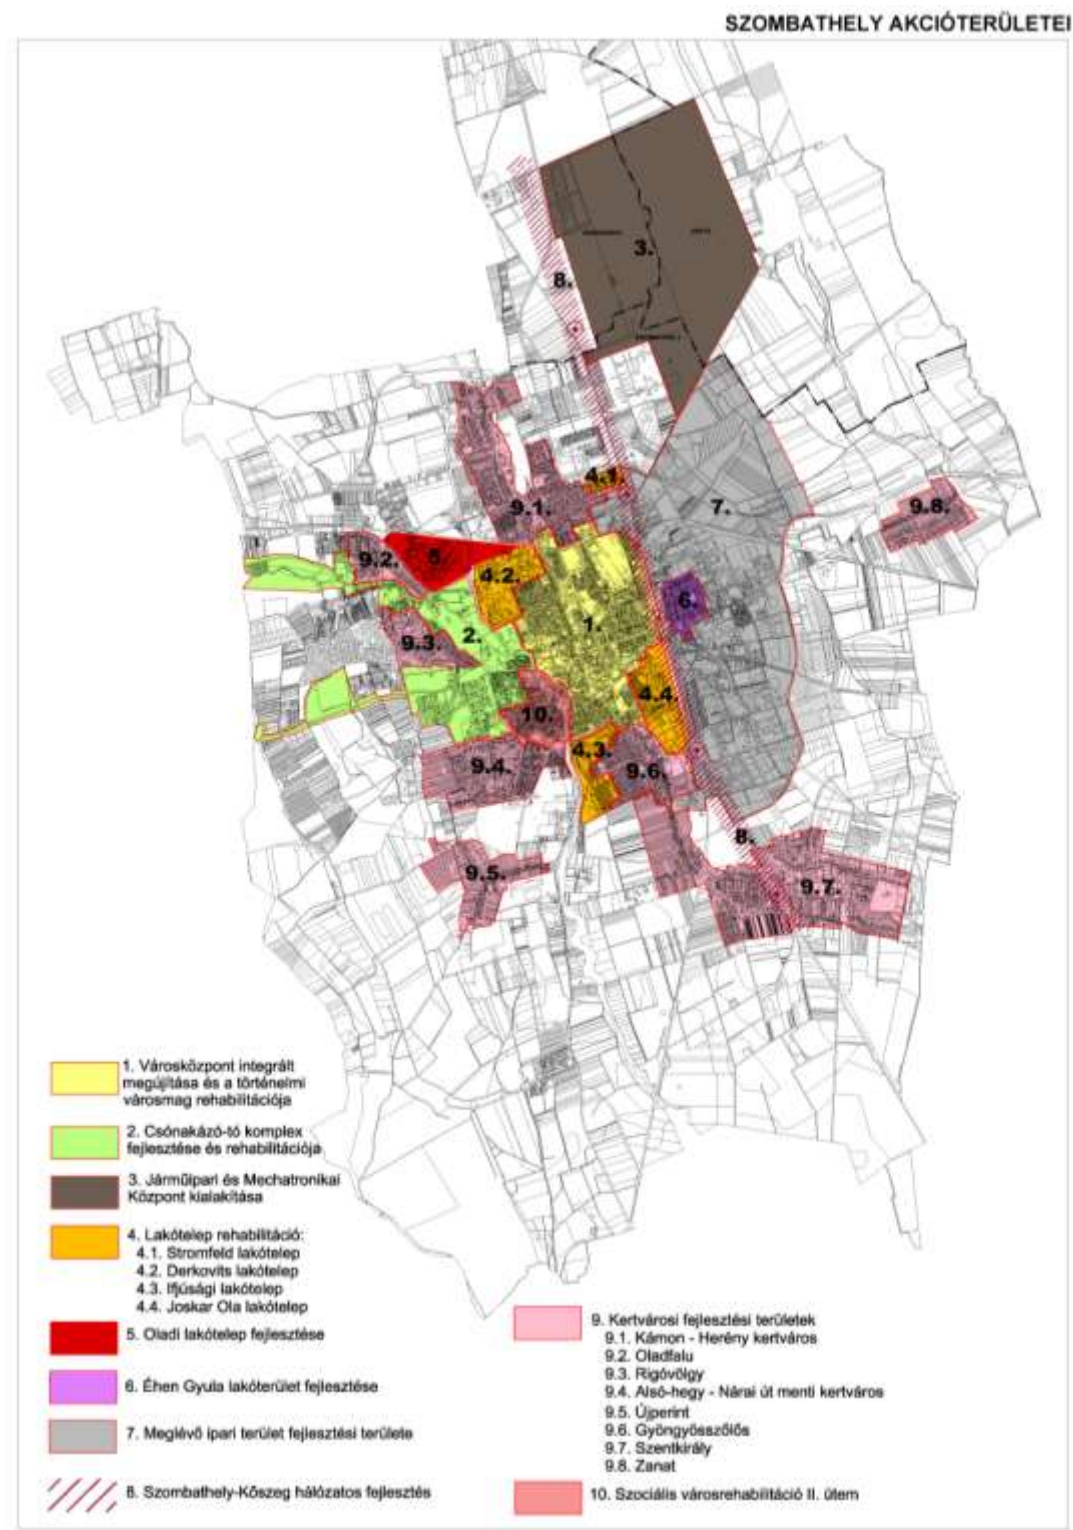 SZOMBATHELY AKCIÓTERÜLETEI
3.
8.
4.1.
7.
9.8.
9.1.
9.2.
5.
4.2.
6.
1.
2.
9.3.
4.4.
10.
4.3.
9.4.
9.6.
8.
9.5.
9.7.
1. Városközpont integrált
megújítása és a történelmi
városmag rehabilitációja
2. Csónakázó-tó komplex
fejlesztése és rehabilitációja
3. Járműipari és Mechatronikai
Központ kialakítása
4. Lakótelep rehabilitáció:
4.1. Stromfeld lakótelep
4.2. Derkovits lakótelep
4.3. Ifjúsági lakótelep
4.4. Joskar Ola lakótelep
5. Oladi lakótelep fejlesztése
6. Éhen Gyula lakóterület fejlesztése
7. Meglévő ipari terület fejlesztési területe
8. Szombathely-Kőszeg hálózatos fejlesztés
9. Kertvárosi fejlesztési területek
9.1. Kámon - Herény kertváros
9.2. Oladfalu
9.3. Rigóvölgy
9.4. Alsó-hegy - Nárai út menti kertváros
9.5. Újperint
9.6. Gyöngyösszőlős
9.7. Szentkirály
9.8. Zanat
10. Szociális városrehabilitáció II. ütem